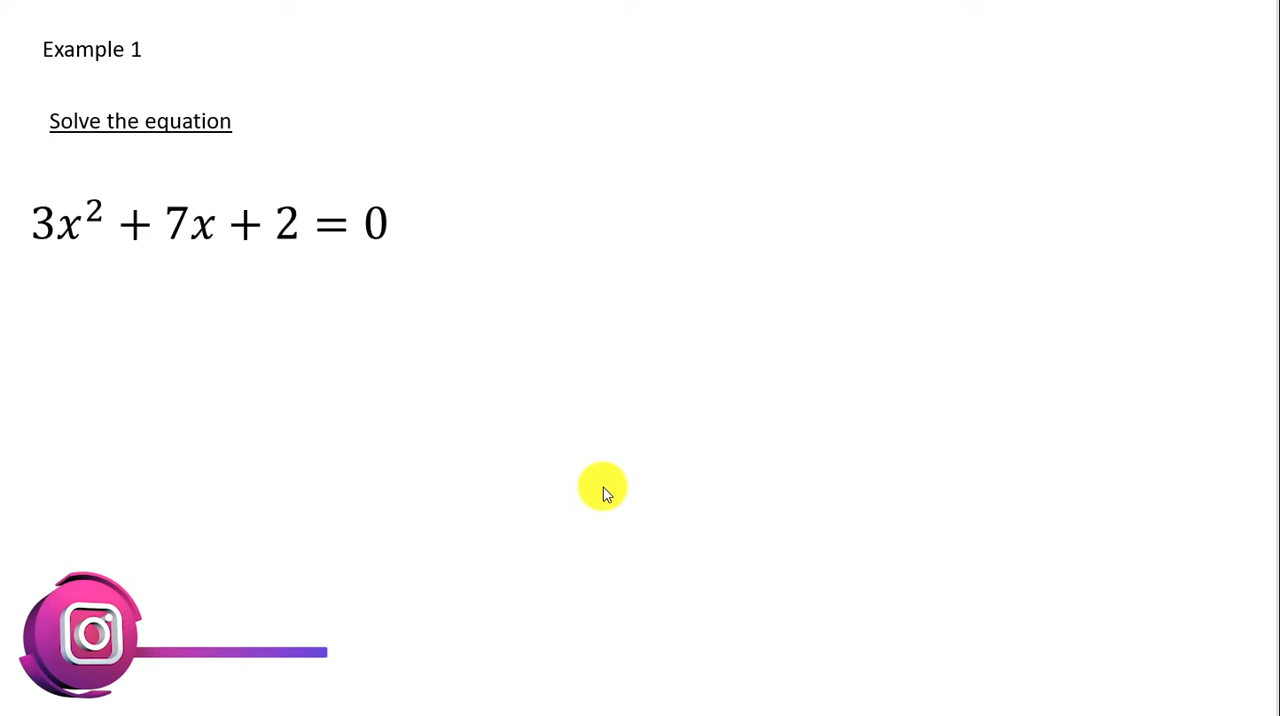 Example 1
Solve the equation
3x² + 7x + 2 = 0